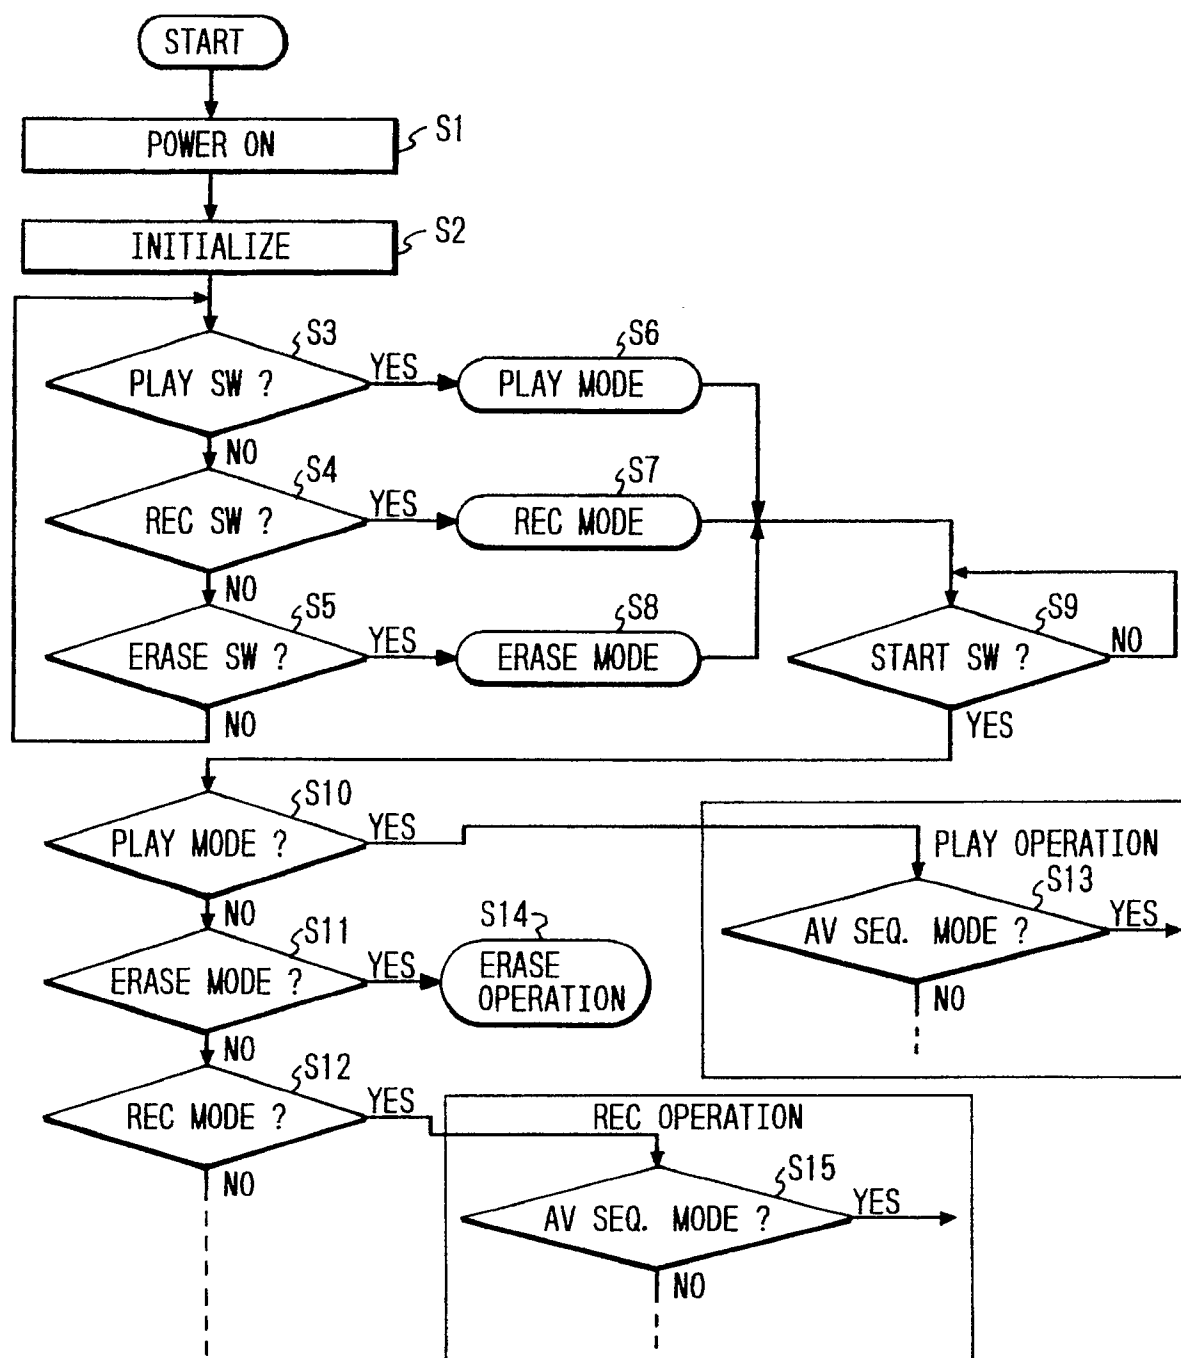 START
POWER ON
S1
INITIALIZE
S2
S3
PLAY SW ?
YES
NO
S6
PLAY MODE
S4
REC SW ?
YES
NO
S7
REC MODE
S5
ERASE SW ?
YES
NO
S8
ERASE MODE
S9
START SW ?
NO
YES
S10
PLAY MODE ?
YES
NO
PLAY OPERATION
S13
AV SEQ. MODE ?
YES
NO
S11
ERASE MODE ?
YES
NO
S14
ERASE
OPERATION
S12
REC MODE ?
YES
NO
REC OPERATION
S15
AV SEQ. MODE ?
YES
NO